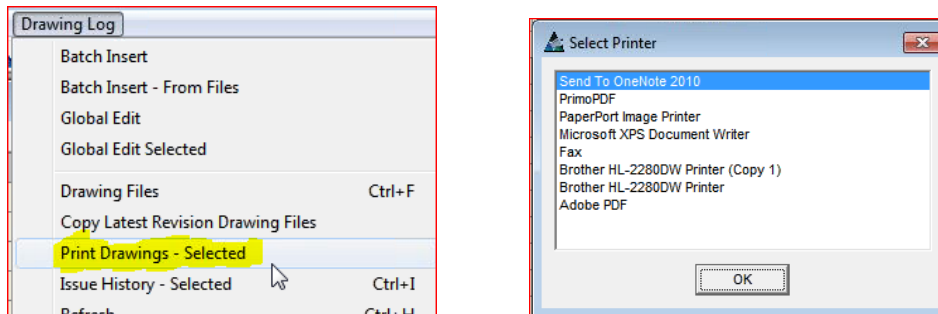 Drawing Log
Batch Insert
Batch Insert - From Files
Global Edit
Global Edit Selected
Drawing Files Ctrl+F
Copy Latest Revision Drawing Files
Print Drawings - Selected
Issue History - Selected Ctrl+I
Refresh Ctrl+H
Select Printer
Send To OneNote 2010
PrimoPDF
PaperPort Image Printer
Microsoft XPS Document Writer
Fax
Brother HL-2280DW Printer (Copy 1)
Brother HL-2280DW Printer
Adobe PDF
OK